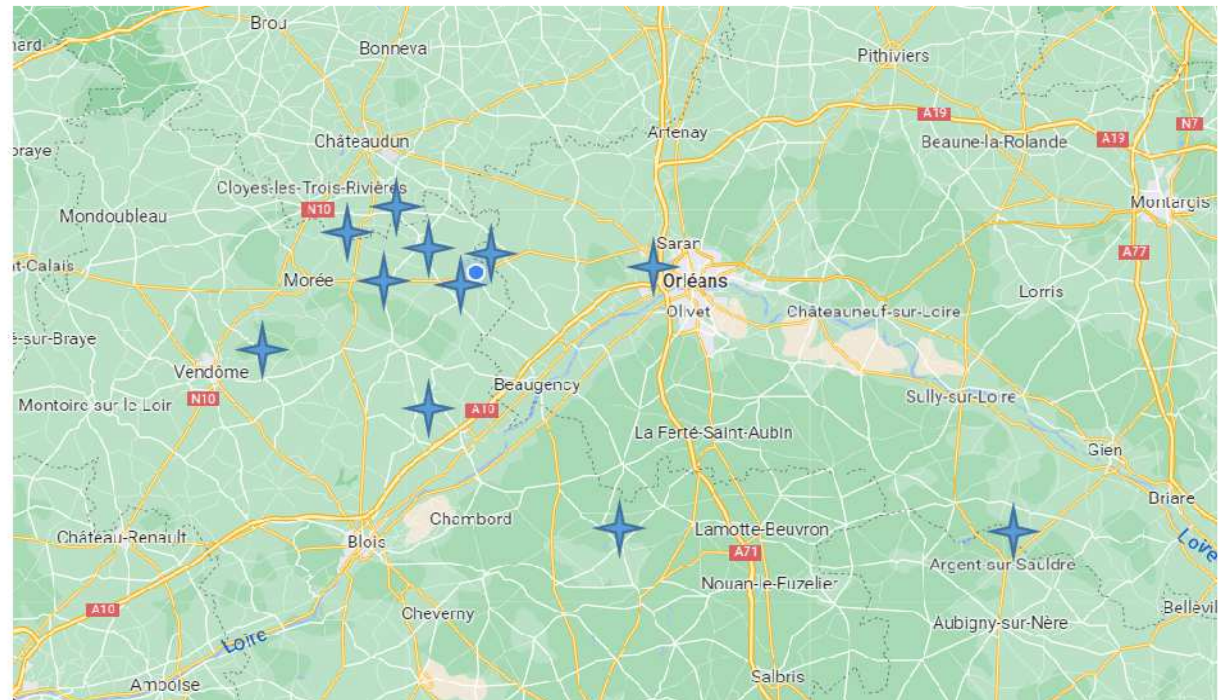 Brou
Bonneva
Pithiviers
Châteaudun
Artenay
A19
Beaune-la-Rolande
A19
N7
Cloyes-les-Trois-Rivières
N10
Mondoubleau
Montargis
Saran
A77
Morée
Orléans
Lorris
Olivet
Châteauneuf-sur-Loire
Vendôme
N10
Beaugency
Montoire-sur-le-Loir
A10
Sully-sur-Loire
La Ferté-Saint-Aubin
Gien
Briare
Chambord
Château-Renault
Blois
Lamotte-Beuvron
A71
Loire
Argent-sur-Sauldre
Nouan-le-Fuzelier
A10
Cheverny
Aubigny-sur-Nère
Loire
Salbris
Amboise